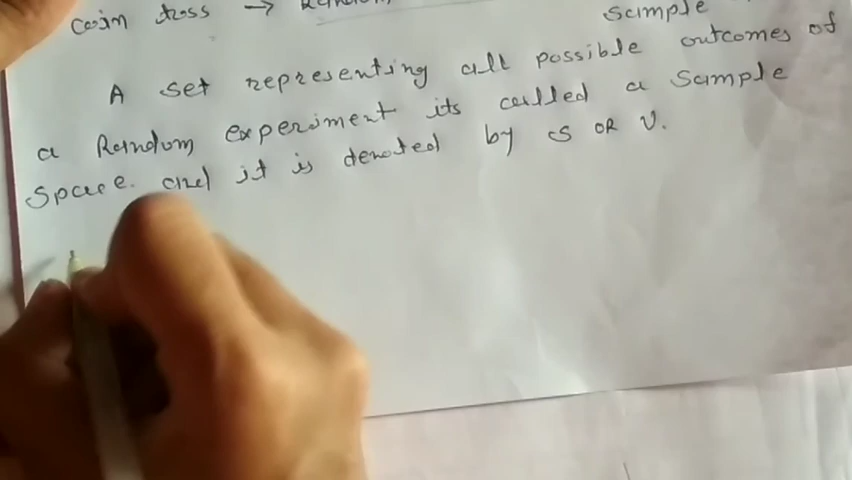 coin toss → Random
sample
A set representing all possible outcomes of
a Random experiment its called a sample
space. and it is denoted by S OR U.